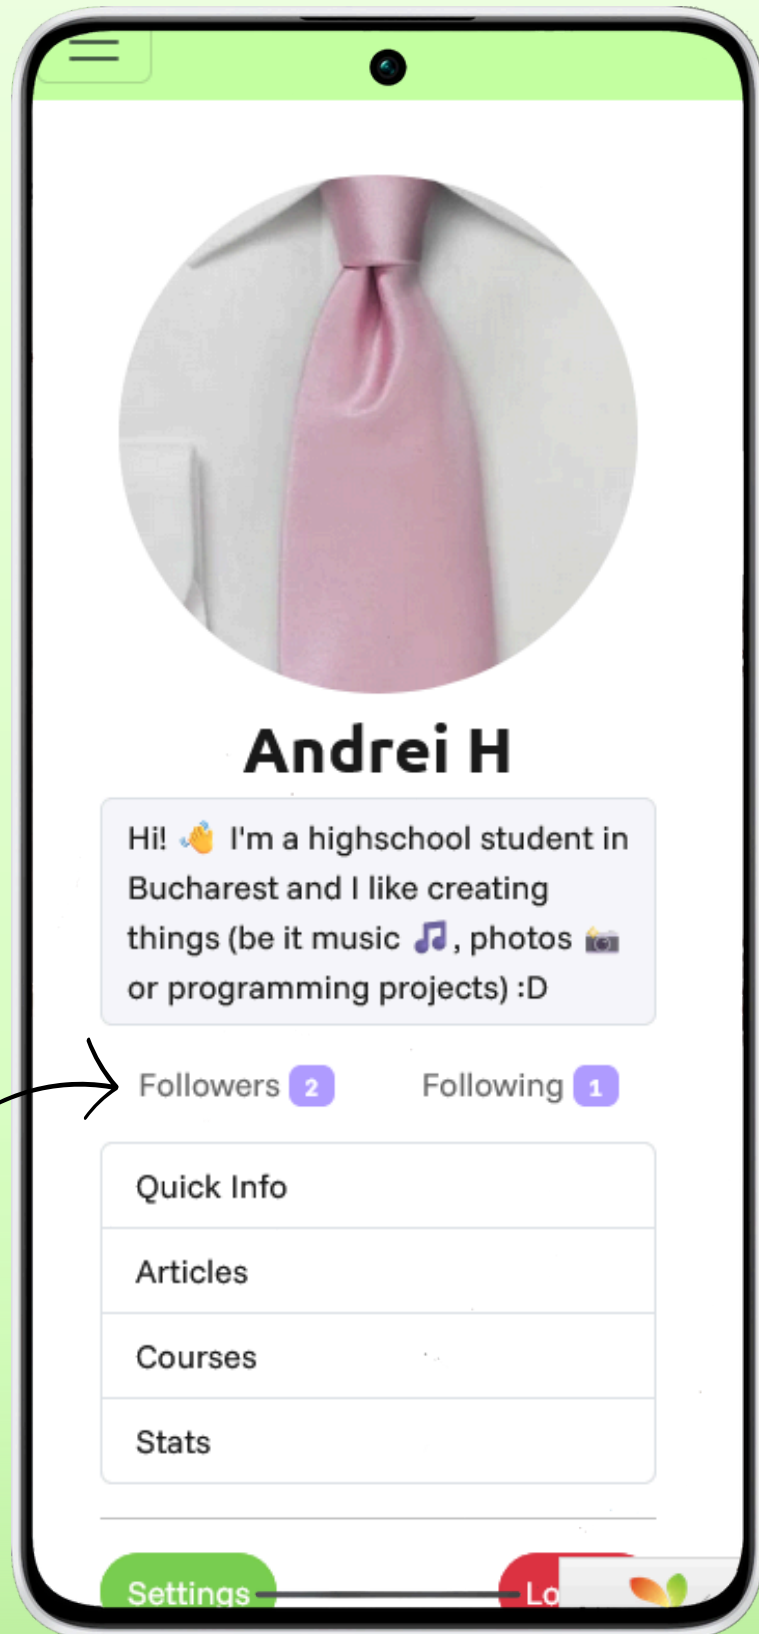 Andrei H
Hi! 👋 I'm a highschool student in
Bucharest and I like creating
things (be it music 🎵, photos 📸
or programming projects) :D
Followers 2 Following 1
Quick Info
Articles
Courses
Stats
Settings Lo